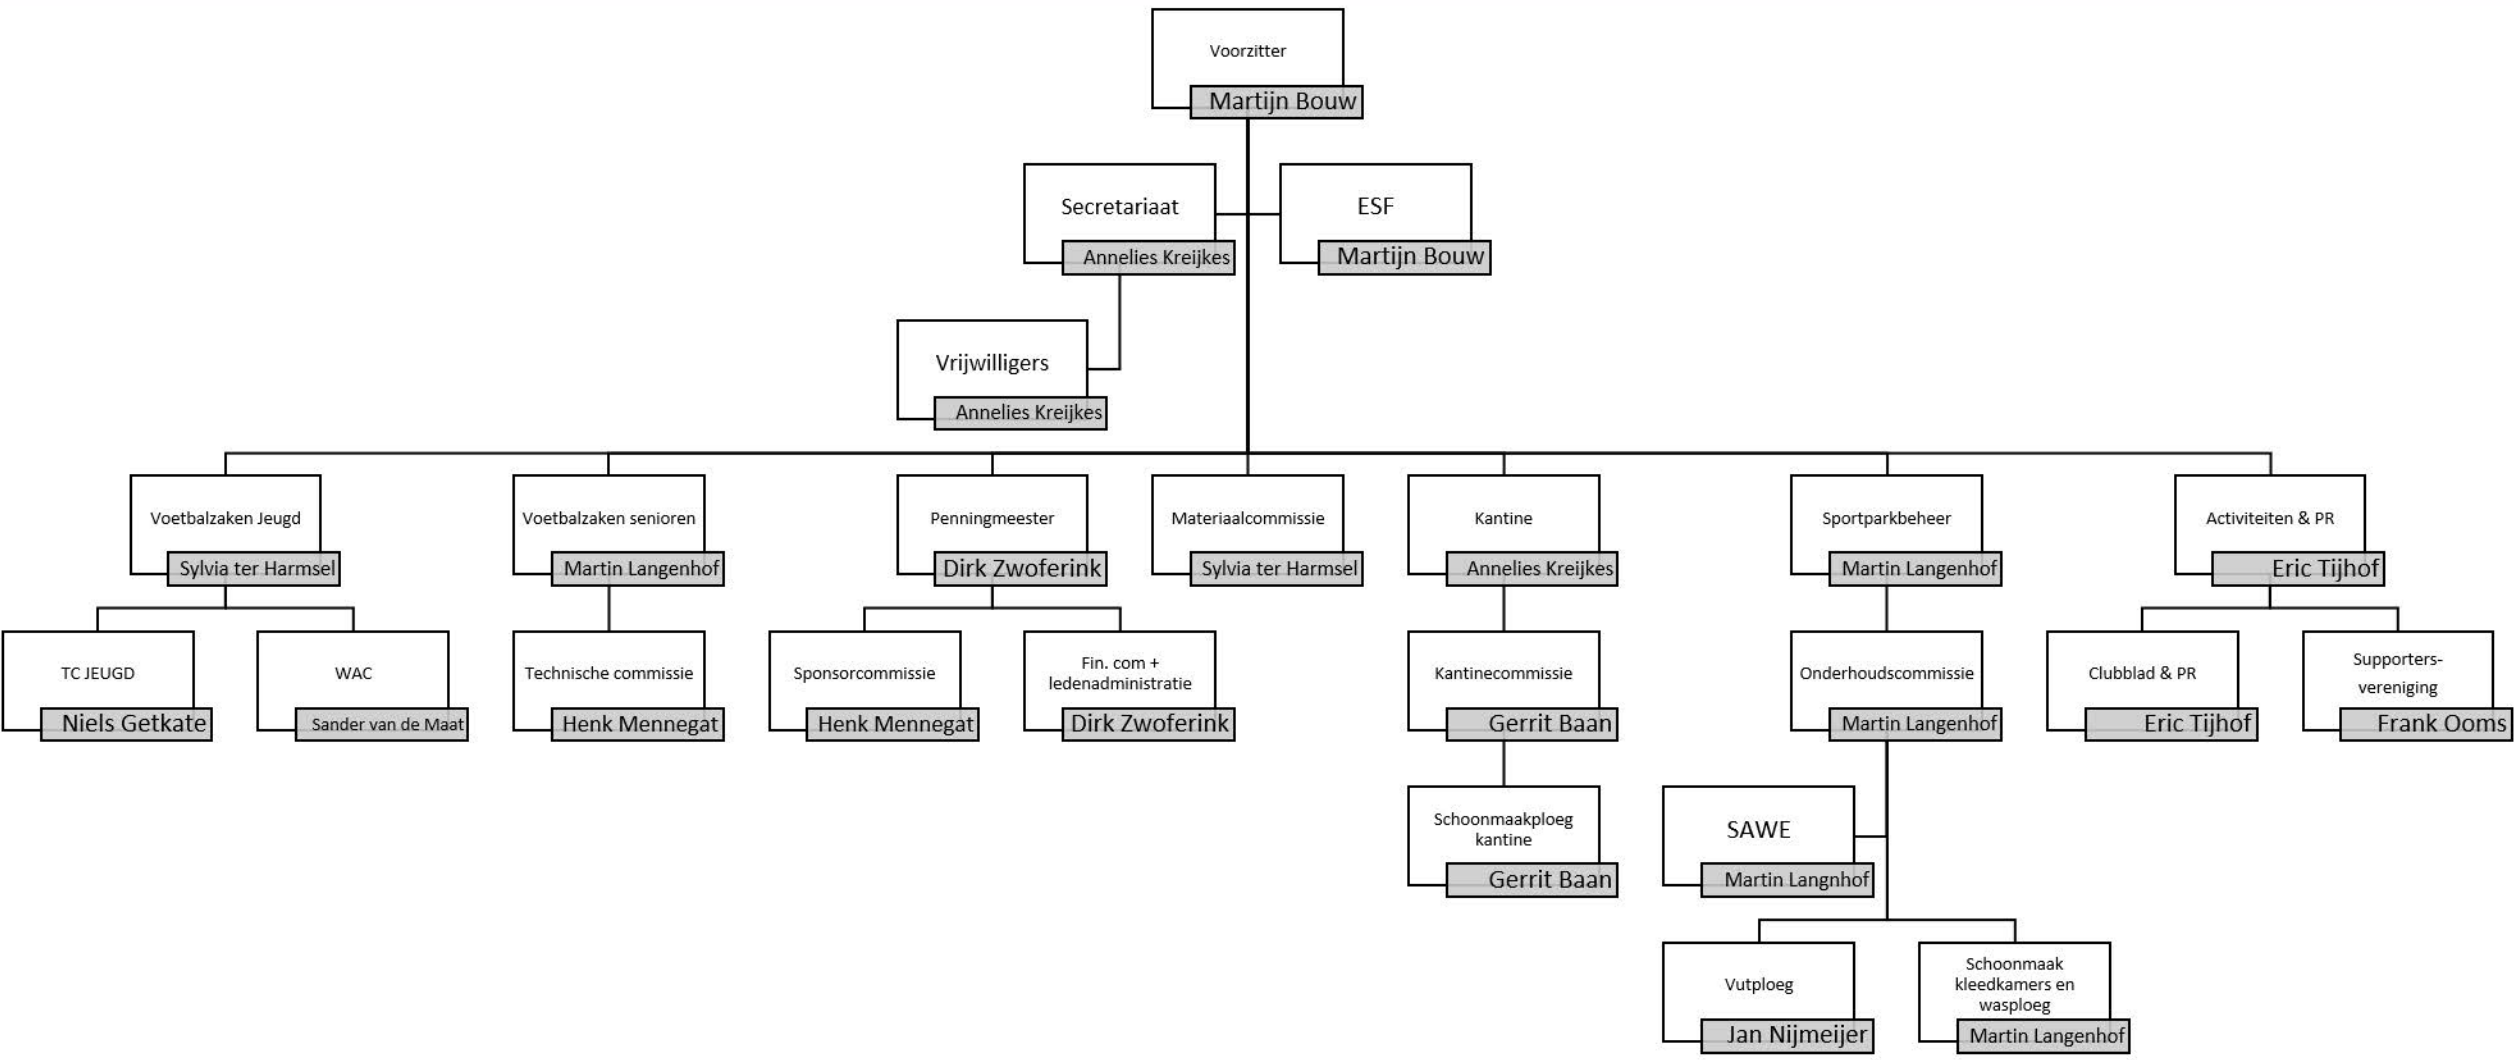 Voorzitter
Martijn Bouw
Secretariaat
Annelies Kreijkes
ESF
Martijn Bouw
Vrijwilligers
Annelies Kreijkes
Voetbalzaken Jeugd
Sylvia ter Harmsel
Voetbalzaken senioren
Martin Langenhof
Penningmeester
Dirk Zwoferink
Materiaalcommissie
Sylvia ter Harmsel
Kantine
Annelies Kreijkes
Sportparkbeheer
Martin Langenhof
Activiteiten & PR
Eric Tijhof
TC JEUGD
Niels Getkate
WAC
Sander van de Maat
Technische commissie
Henk Mennegat
Sponsorcommissie
Henk Mennegat
Fin. com +
ledenadministratie
Dirk Zwoferink
Kantinecommissie
Gerrit Baan
Onderhoudscommissie
Martin Langenhof
Clubblad & PR
Eric Tijhof
Supporters-
vereniging
Frank Ooms
Schoonmaakploeg
kantine
Gerrit Baan
SAWE
Martin Langnhof
Vutploeg
Jan Nijmeijer
Schoonmaak
kleedkamers en
wasploeg
Martin Langenhof